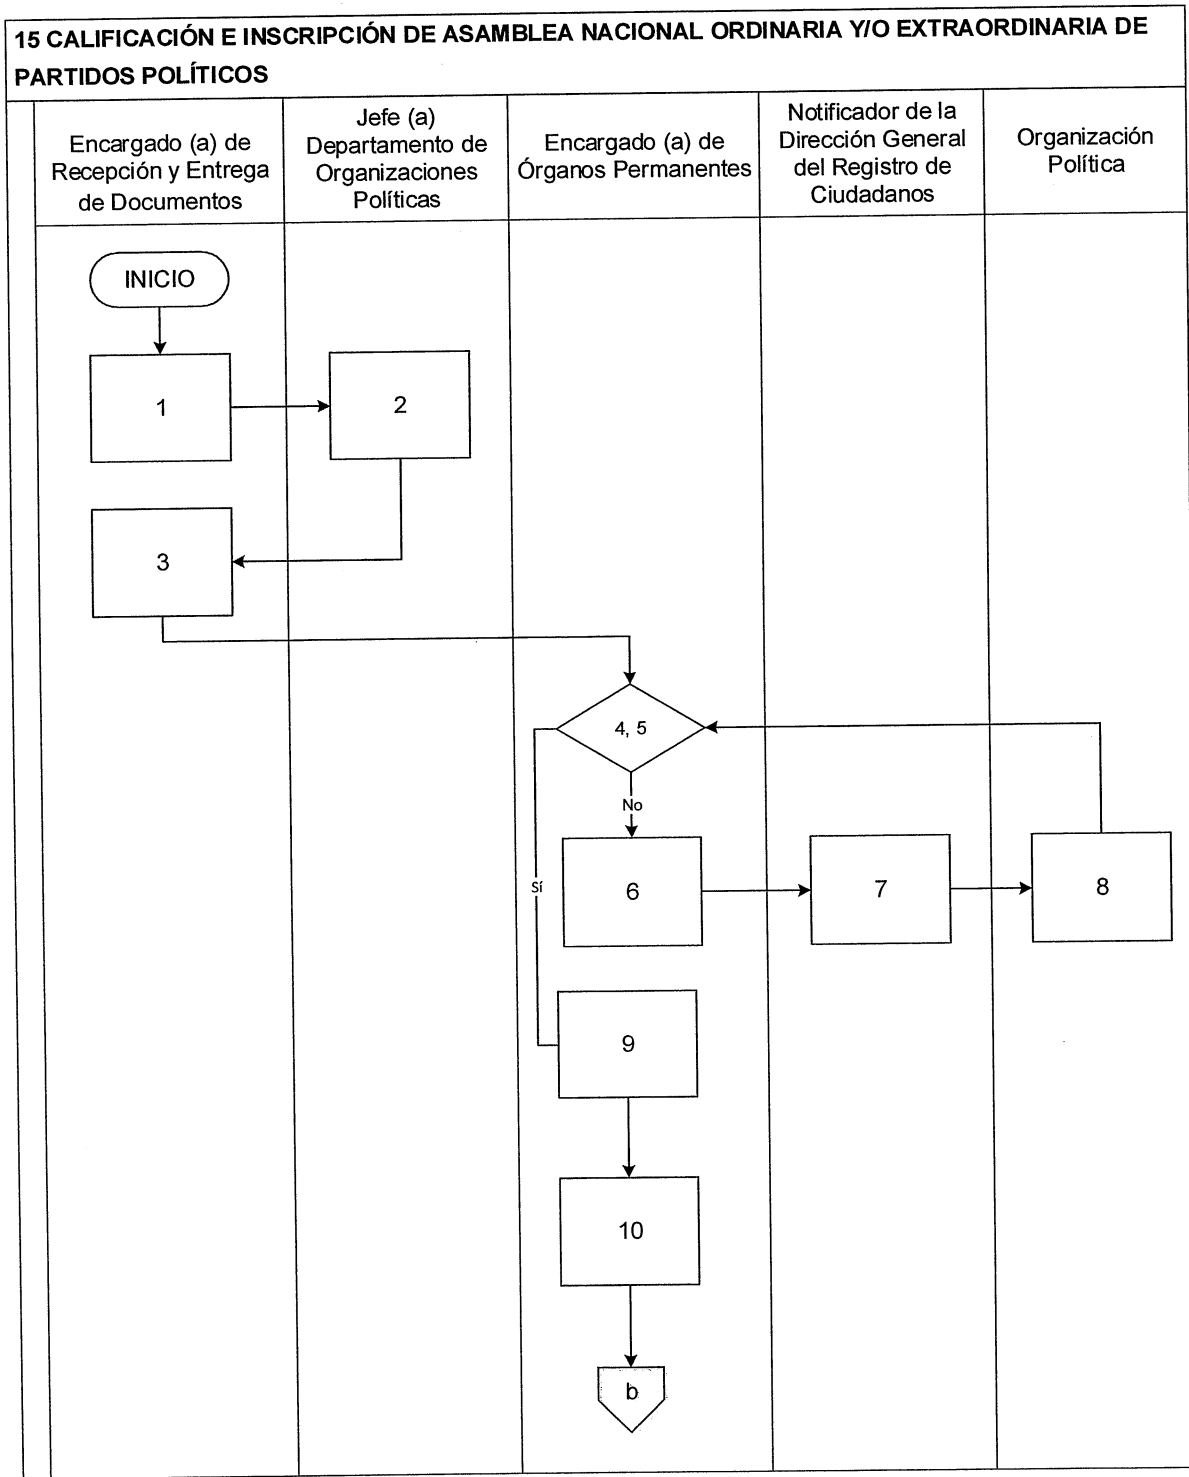 15 CALIFICACIÓN E INSCRIPCIÓN DE ASAMBLEA NACIONAL ORDINARIA Y/O EXTRAORDINARIA DE
PARTIDOS POLÍTICOS
Encargado (a) de
Recepción y Entrega
de Documentos
Jefe (a)
Departamento de
Organizaciones
Políticas
Encargado (a) de
Órganos Permanentes
Notificador de la
Dirección General
del Registro de
Ciudadanos
Organización
Política
INICIO
1
2
3
4, 5
No
Sí
6
7
8
9
10
b